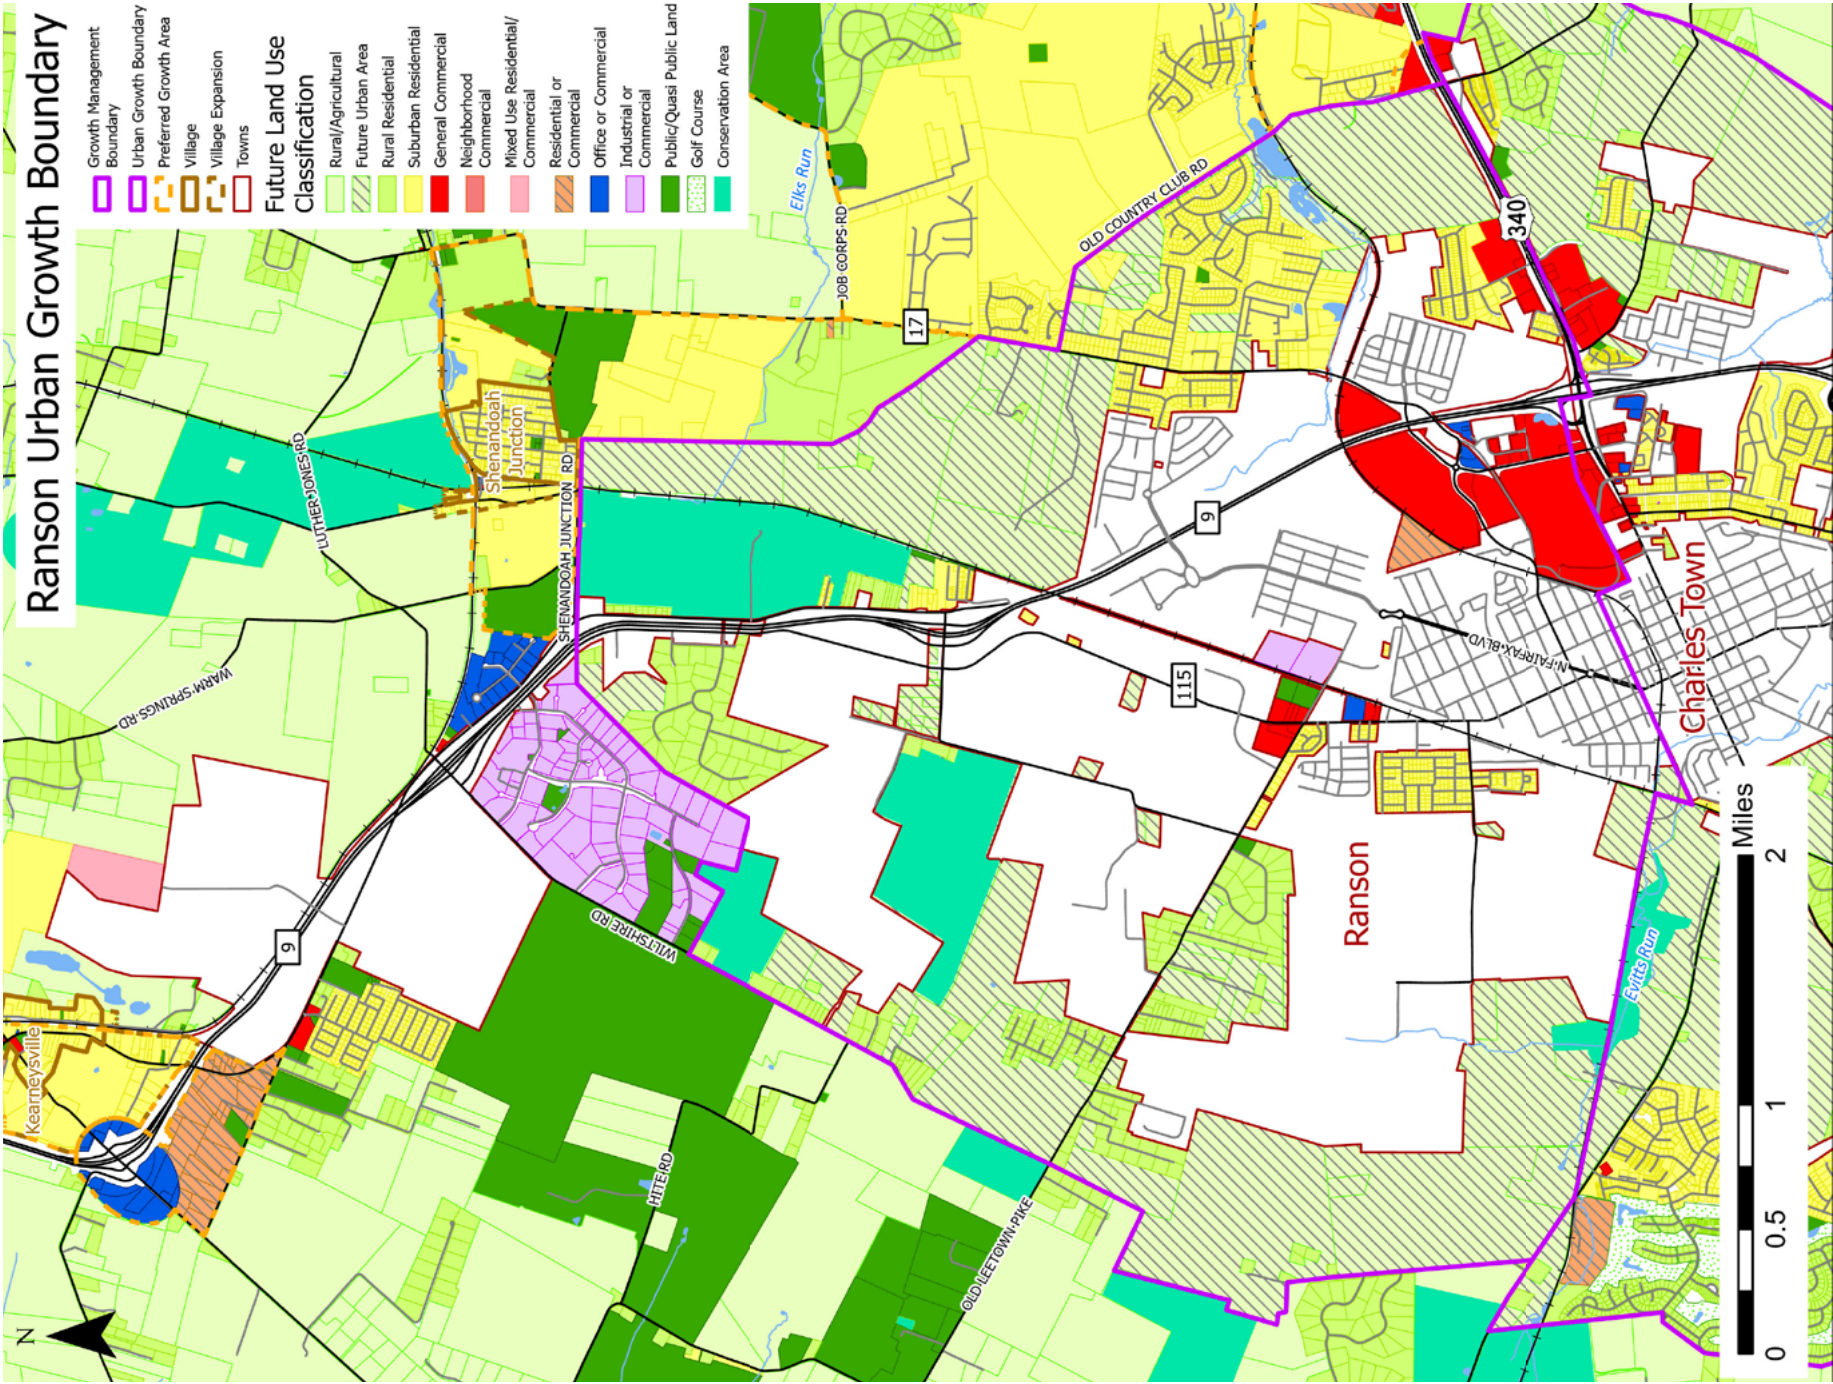 Ranson Urban Growth Boundary
Growth Management
Boundary
Urban Growth Boundary
Preferred Growth Area
Village
Village Expansion
Towns
Future Land Use
Classification
Rural/Agricultural
Future Urban Area
Rural Residential
Suburban Residential
General Commercial
Neighborhood
Commercial
Mixed Use Residential/
Commercial
Residential or
Commercial
Office or Commercial
Industrial or
Commercial
Public/Quasi Public Land
Golf Course
Conservation Area
N
Kearneysville
9
WARM SPRINGS RD
LUTHER JONES RD
Shenandoah
Junction
SHENANDOAH JUNCTION RD
Elks Run
JOB CORPS RD
17
OLD COUNTRY CLUB RD
WILTSHIRE RD
HITE RD
OLD LEETOWN PIKE
115
9
340
N FAIRFAX BLVD
Ranson
Charles Town
Evitts Run
0
0.5
1
2
Miles